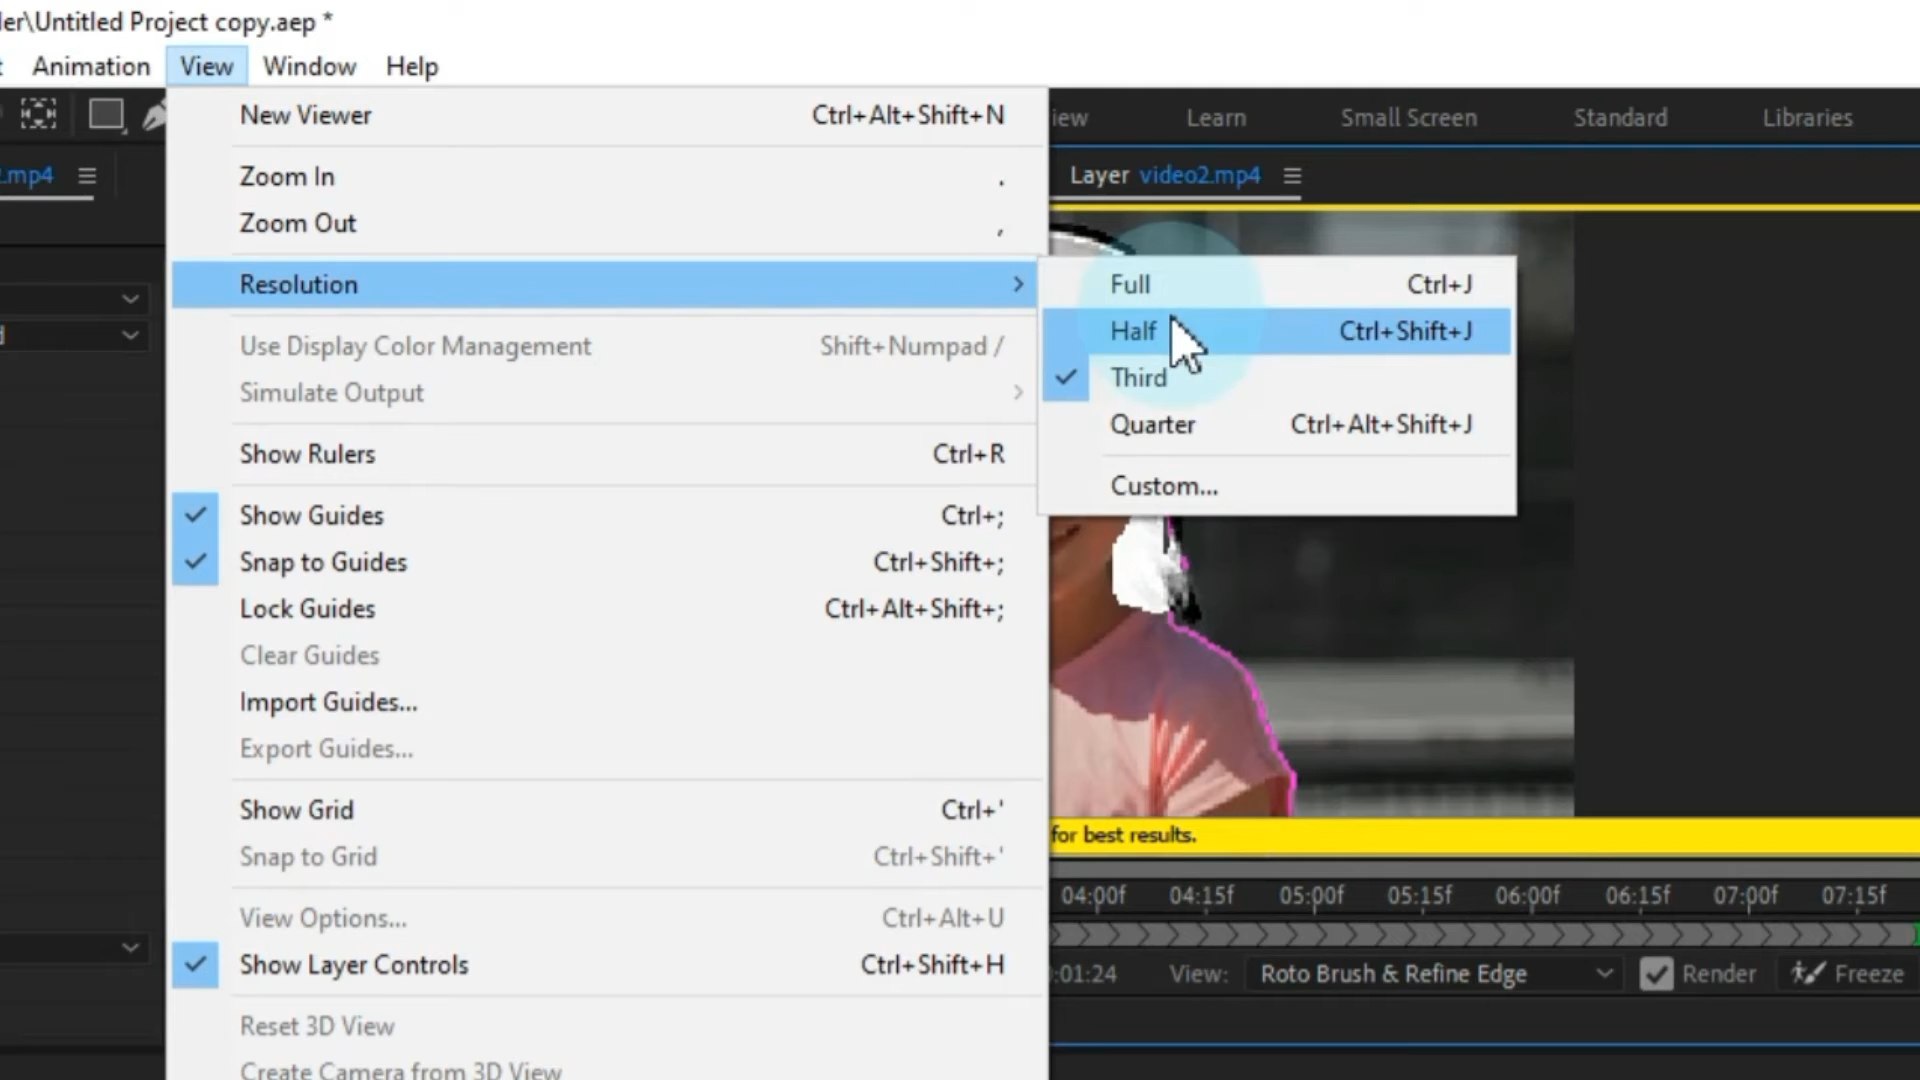 er\Untitled Project copy.aep *
Animation View Window Help
New Viewer Ctrl+Alt+Shift+N
iew Learn Small Screen Standard Libraries
.mp4
Layer video2.mp4
Zoom In .
Zoom Out ,
Resolution
Full Ctrl+J
Half Ctrl+Shift+J
Third
Quarter Ctrl+Alt+Shift+J
Custom...
Use Display Color Management Shift+Numpad /
Simulate Output
Show Rulers Ctrl+R
Show Guides Ctrl+;
Snap to Guides Ctrl+Shift+;
Lock Guides Ctrl+Alt+Shift+;
Clear Guides
Import Guides...
Export Guides...
Show Grid Ctrl+'
Snap to Grid Ctrl+Shift+'
for best results.
04:00f 04:15f 05:00f 05:15f 06:00f 06:15f 07:00f 07:15f
View Options... Ctrl+Alt+U
Show Layer Controls Ctrl+Shift+H
:01:24 View: Roto Brush & Refine Edge Render Freeze
Reset 3D View
Create Camera from 3D View